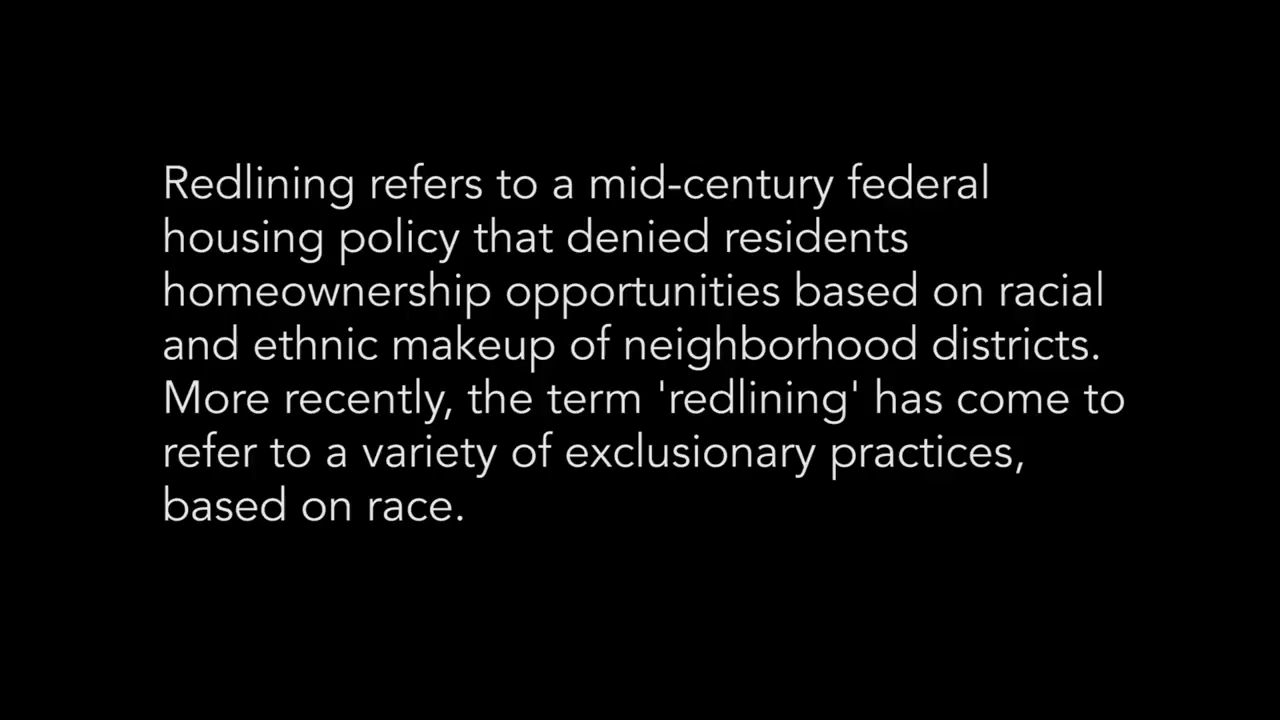 Redlining refers to a mid-century federal
housing policy that denied residents
homeownership opportunities based on racial
and ethnic makeup of neighborhood districts.
More recently, the term 'redlining' has come to
refer to a variety of exclusionary practices,
based on race.